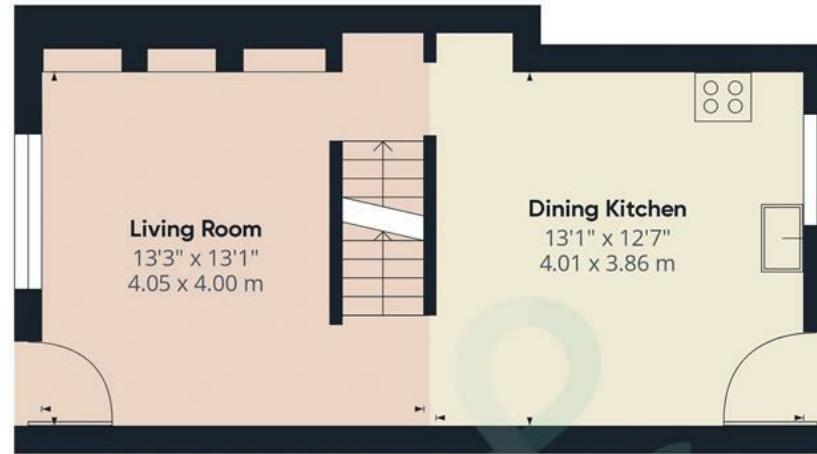 Living Room
13'3" x 13'1"
4.05 x 4.00 m
Dining Kitchen
13'1" x 12'7"
4.01 x 3.86 m